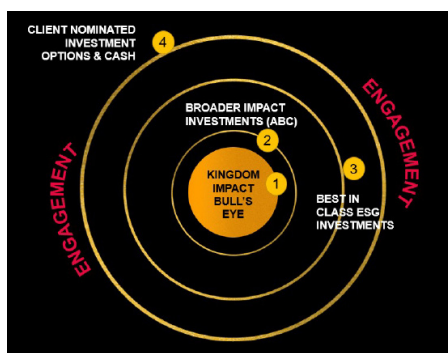 CLIENT NOMINATED
INVESTMENT
OPTIONS & CASH
4
ENGAGEMENT
BROADER IMPACT
INVESTMENTS (ABC)
2
3
KINGDOM
IMPACT
BULL'S
EYE
1
BEST IN
CLASS ESG
INVESTMENTS
ENGAGEMENT